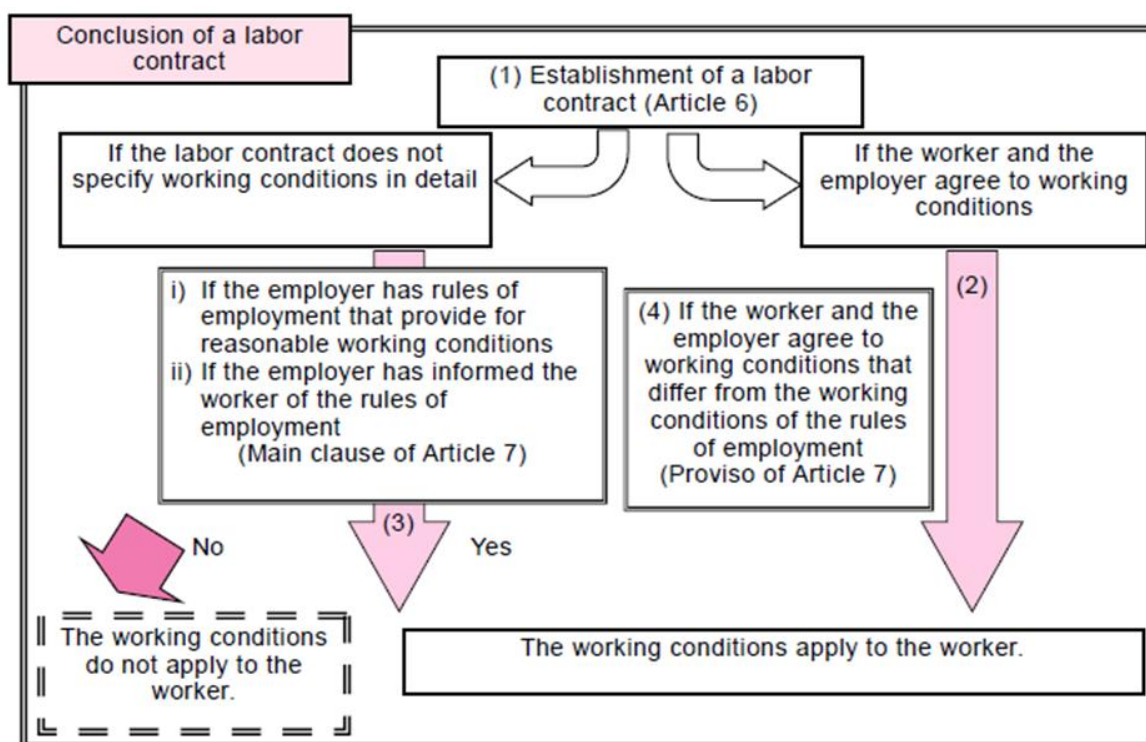 Conclusion of a labor
contract
(1) Establishment of a labor
contract (Article 6)
If the labor contract does not
specify working conditions in detail
If the worker and the
employer agree to working
conditions
i) If the employer has rules of
employment that provide for
reasonable working conditions
ii) If the employer has informed the
worker of the rules of
employment
(Main clause of Article 7)
(4) If the worker and the
employer agree to
working conditions that
differ from the working
conditions of the rules
of employment
(Proviso of Article 7)
(2)
(3)
No
Yes
The working conditions
do not apply to the
worker.
The working conditions apply to the worker.